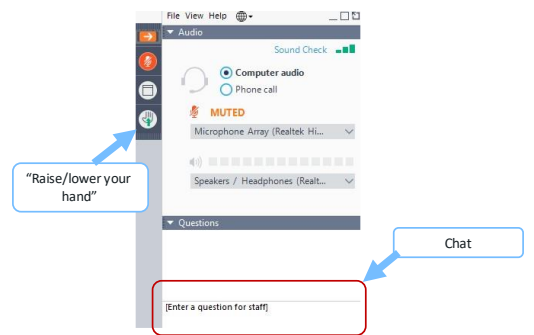 File View Help
Audio
Sound Check
Computer audio
Phone call
MUTED
Microphone Array (Realtek Hi...
Speakers / Headphones (Realt...
"Raise/lower your
hand"
Questions
Chat
[Enter a question for staff]